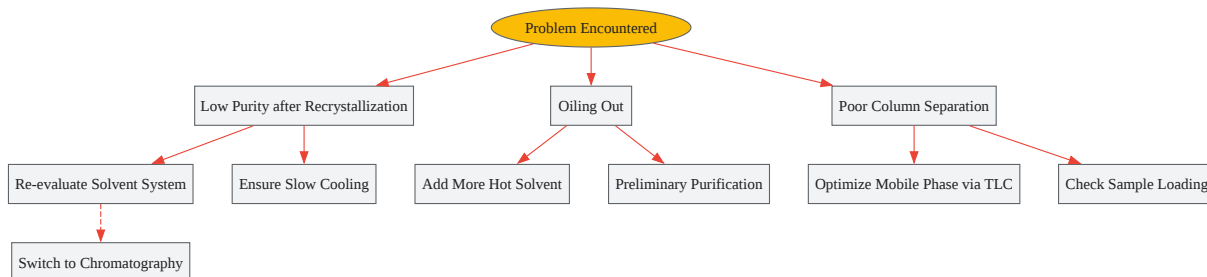 Problem Encountered
Low Purity after Recrystallization
Oiling Out
Poor Column Separation
Re-evaluate Solvent System
Ensure Slow Cooling
Add More Hot Solvent
Preliminary Purification
Optimize Mobile Phase via TLC
Check Sample Loading
Switch to Chromatography